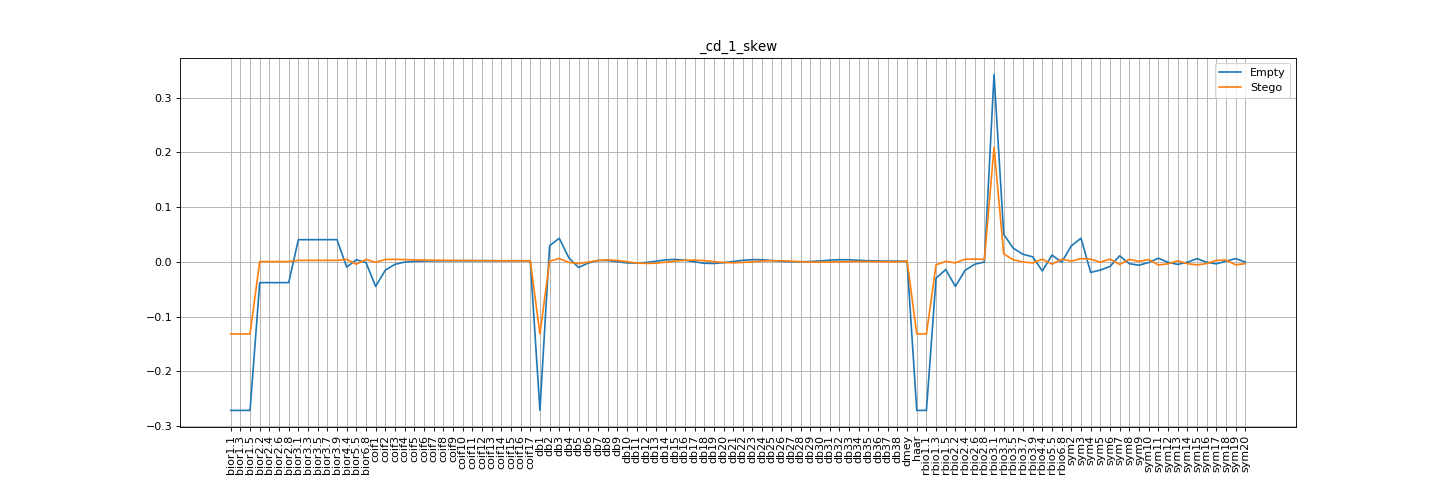 _cd_1_skew
Empty
Stego
0.3
0.2
0.1
0.0
−0.1
−0.2
−0.3
bior1.1
bior1.3
bior1.5
bior2.2
bior2.4
bior2.6
bior2.8
bior3.1
bior3.3
bior3.5
bior3.7
bior3.9
bior4.4
bior5.5
bior6.8
coif1
coif2
coif3
coif4
coif5
coif6
coif7
coif8
coif9
coif10
coif11
coif12
coif13
coif14
coif15
coif16
coif17
db1
db2
db3
db4
db5
db6
db7
db8
db9
db10
db11
db12
db13
db14
db15
db16
db17
db18
db19
db20
db21
db22
db23
db24
db25
db26
db27
db28
db29
db30
db31
db32
db33
db34
db35
db36
db37
db38
dmey
haar
rbio1.1
rbio1.3
rbio1.5
rbio2.2
rbio2.4
rbio2.6
rbio2.8
rbio3.1
rbio3.3
rbio3.5
rbio3.7
rbio3.9
rbio4.4
rbio5.5
rbio6.8
sym2
sym3
sym4
sym5
sym6
sym7
sym8
sym9
sym10
sym11
sym12
sym13
sym14
sym15
sym16
sym17
sym18
sym19
sym20